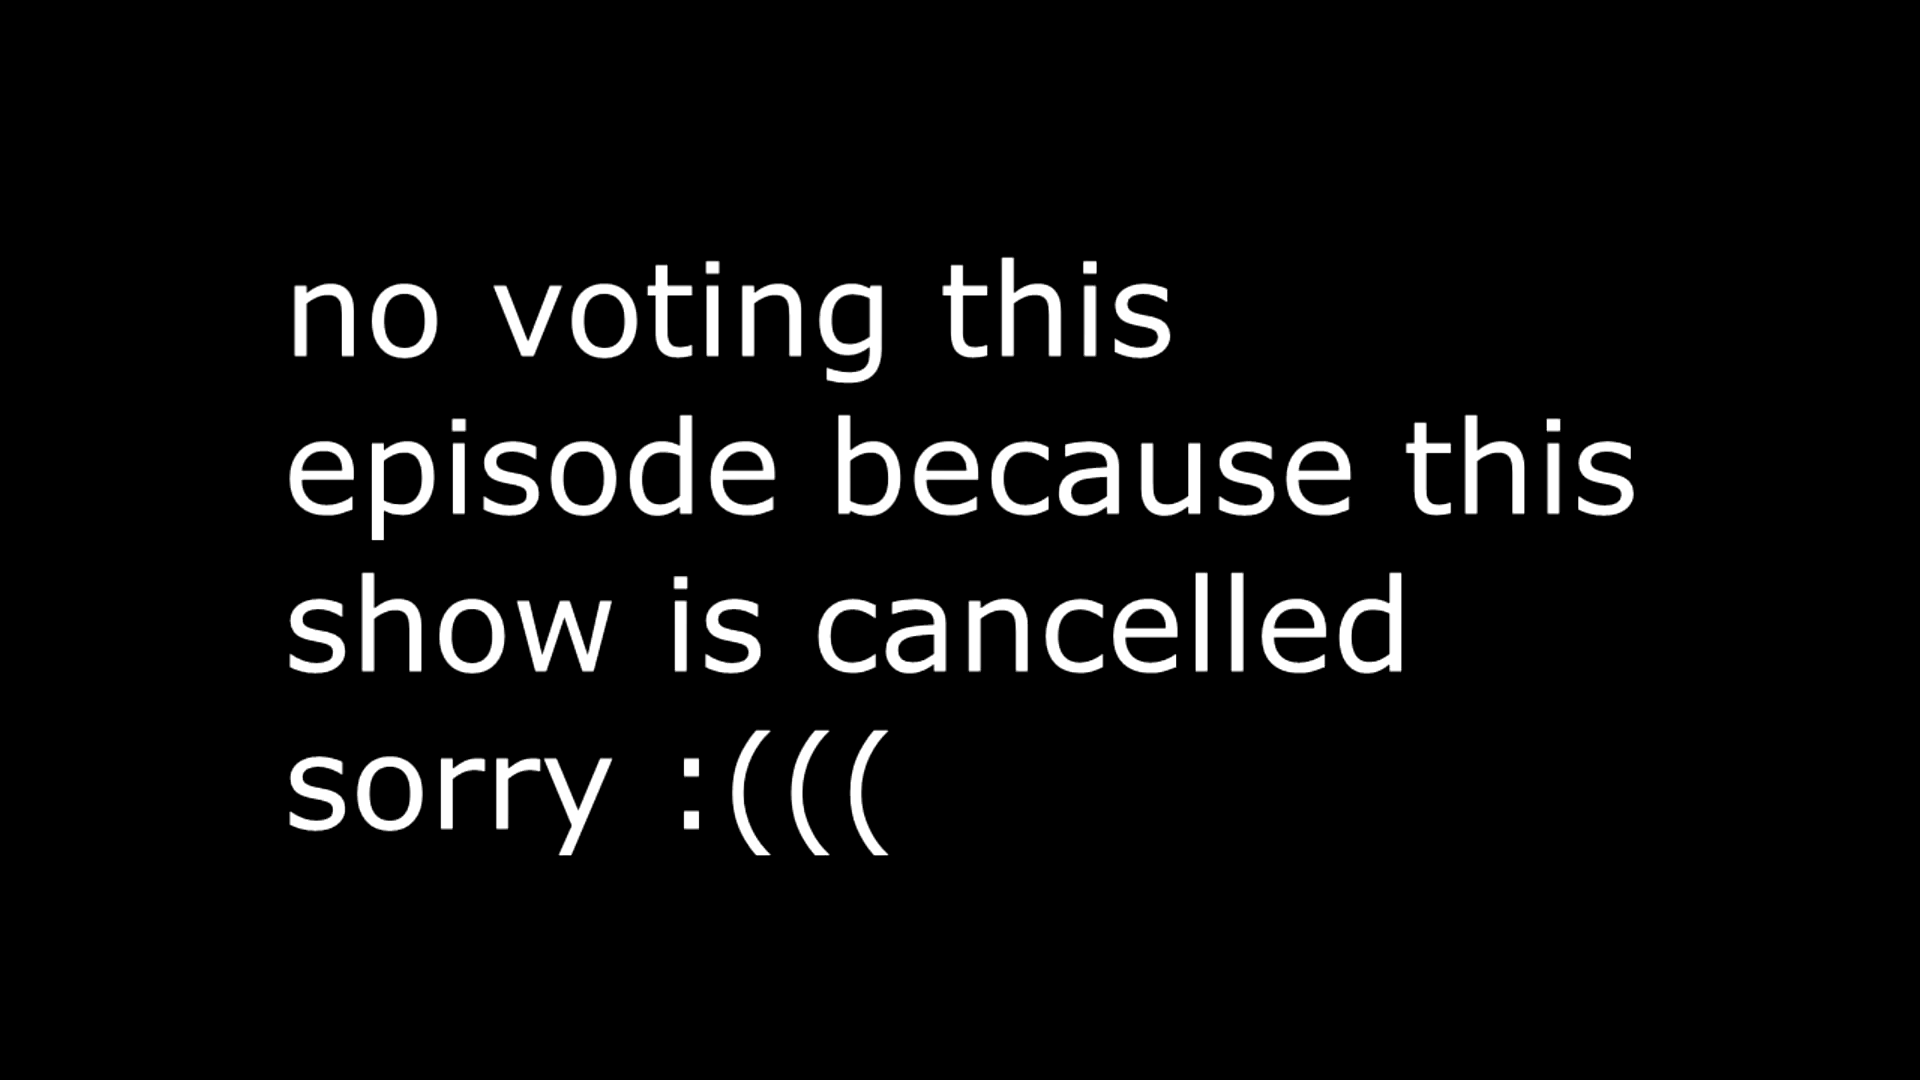 no voting this
episode because this
show is cancelled
sorry :(((